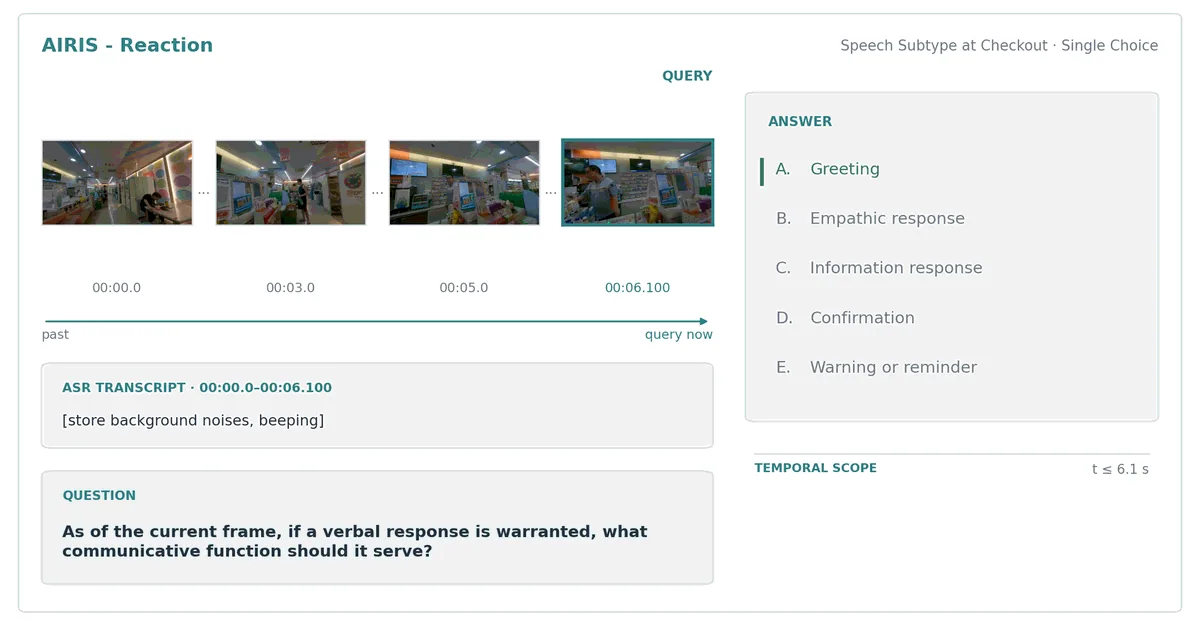 AIRIS - Reaction
Speech Subtype at Checkout · Single Choice
QUERY
...
...
...
00:00.0
00:03.0
00:05.0
00:06.100
past
query now
ASR TRANSCRIPT · 00:00.0–00:06.100
[store background noises, beeping]
QUESTION
As of the current frame, if a verbal response is warranted, what
communicative function should it serve?
ANSWER
A. Greeting
B. Empathic response
C. Information response
D. Confirmation
E. Warning or reminder
TEMPORAL SCOPE
t ≤ 6.1 s